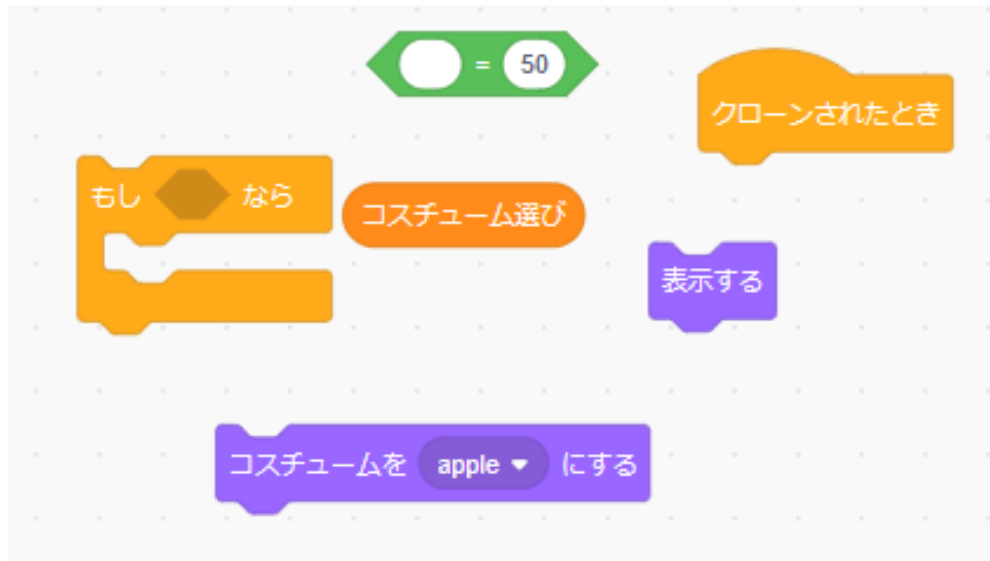 = 50
クローンされたとき
もし なら
コスチューム選び
表示する
コスチュームを apple にする